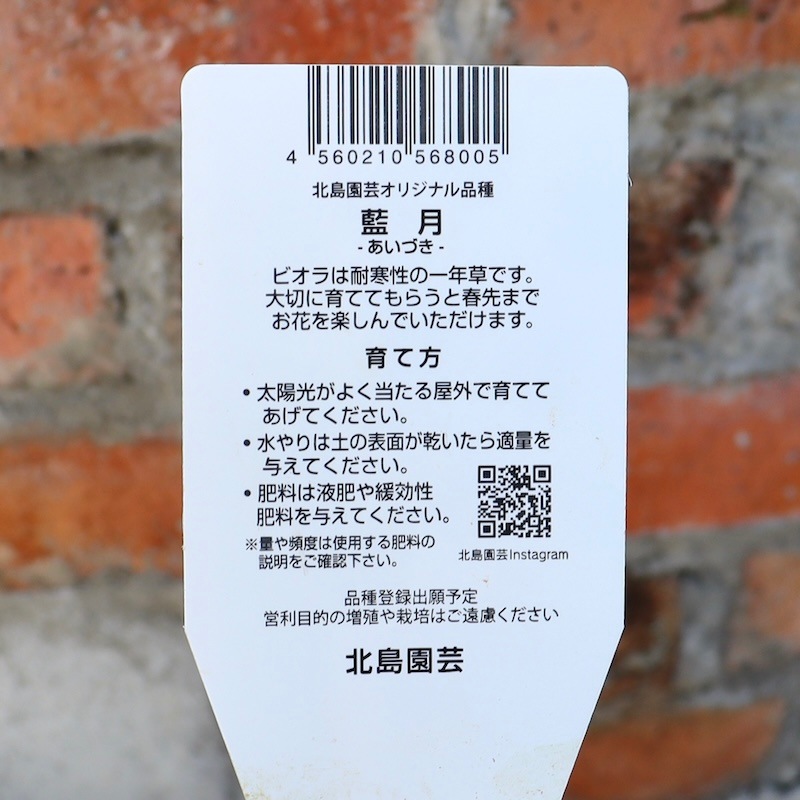 4 560210 568005
北島園芸オリジナル品種
藍 月
- あいづき -
ビオラは耐寒性の一年草です。
大切に育ててもらうと春先まで
お花を楽しんでいただけます。
育て方
• 太陽光がよく当たる屋外で育てて
あげてください。
• 水やりは土の表面が乾いたら適量を
与えてください。
• 肥料は液肥や緩効性
肥料を与えてください。
※量や頻度は使用する肥料の
説明をご確認下さい。
北島園芸Instagram
品種登録出願予定
営利目的の増殖や栽培はご遠慮ください
北島園芸